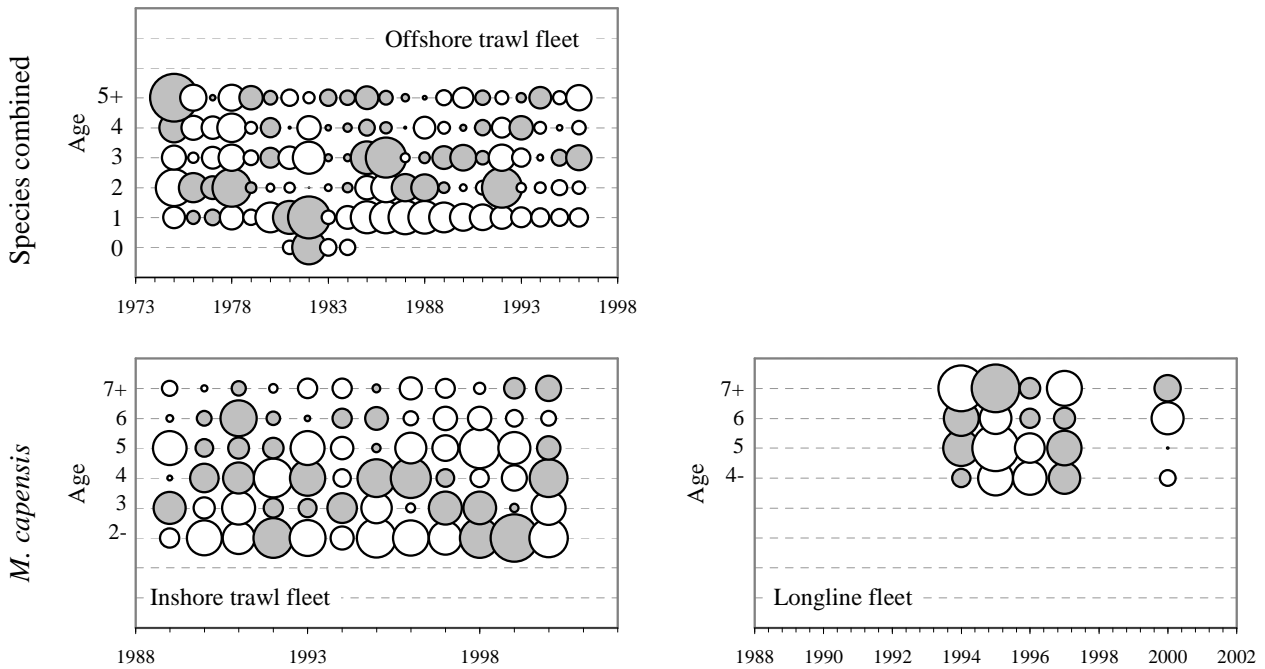 Species combined
Age
Offshore trawl fleet
5+
4
3
2
1
0
1973 1978 1983 1988 1993 1998
M. capensis
Age
7+
6
5
4
3
2-
Inshore trawl fleet
1988 1993 1998
Age
7+
6
5
4-
Longline fleet
1988 1990 1992 1994 1996 1998 2000 2002